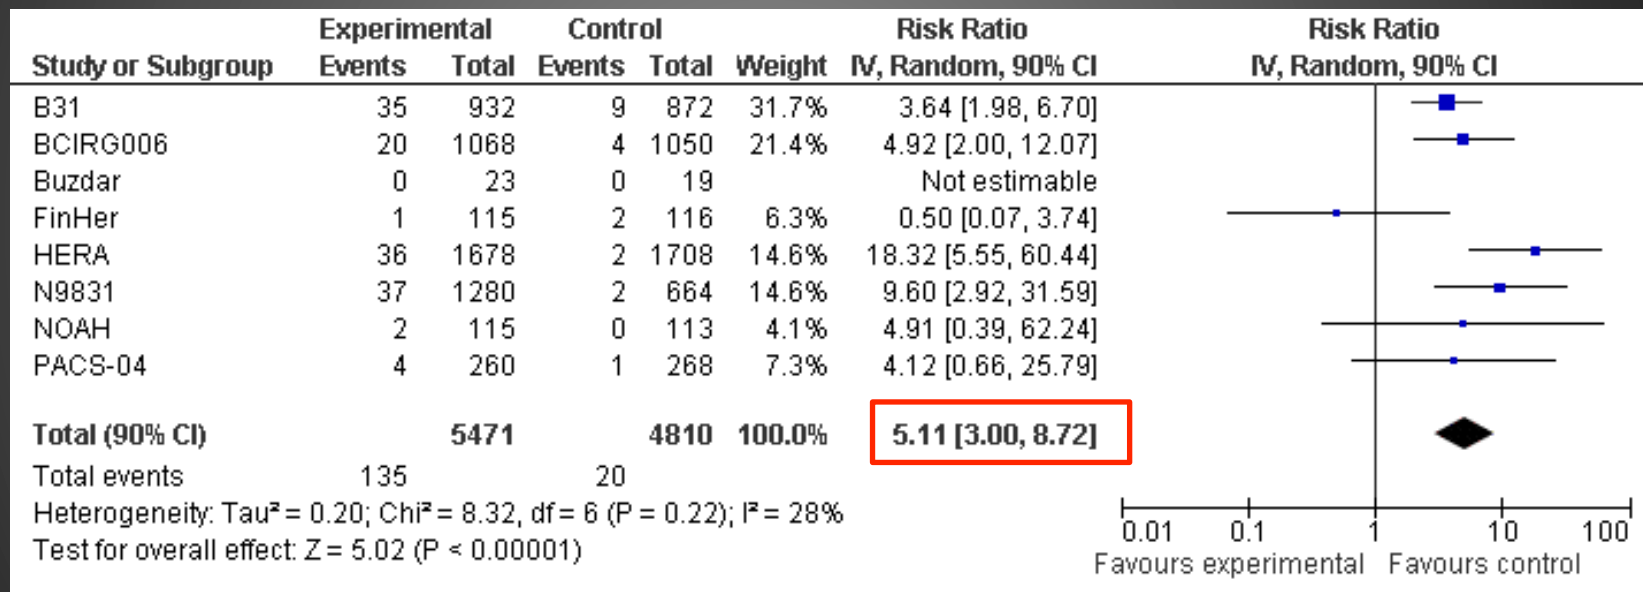 Experimental Control Risk Ratio Risk Ratio
Study or Subgroup Events Total Events Total Weight IV, Random, 90% CI IV, Random, 90% CI
B31 35 932 9 872 31.7% 3.64 [1.98, 6.70]
BCIRG006 20 1068 4 1050 21.4% 4.92 [2.00, 12.07]
Buzdar 0 23 0 19 Not estimable
FinHer 1 115 2 116 6.3% 0.50 [0.07, 3.74]
HERA 36 1678 2 1708 14.6% 18.32 [5.55, 60.44]
N9831 37 1280 2 664 14.6% 9.60 [2.92, 31.59]
NOAH 2 115 0 113 4.1% 4.91 [0.39, 62.24]
PACS-04 4 260 1 268 7.3% 4.12 [0.66, 25.79]
Total (90% CI) 5471 4810 100.0% 5.11 [3.00, 8.72]
Total events 135 20
Heterogeneity: Tau² = 0.20; Chi² = 8.32, df = 6 (P = 0.22); I² = 28%
Test for overall effect: Z = 5.02 (P < 0.00001)
0.01 0.1 1 10 100
Favours experimental Favours control